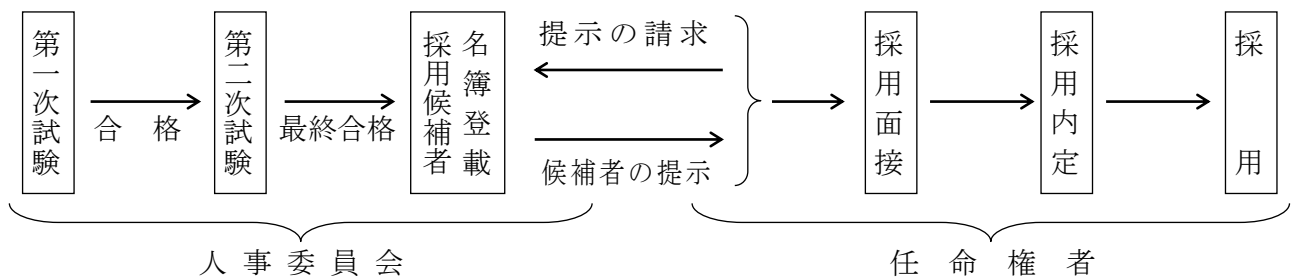 第一次試験
合格
第二次試験
最終合格
採用候補者
名簿登載
提示の請求
候補者の提示
採用面接
採用内定
採用
人事委員会
任命権者